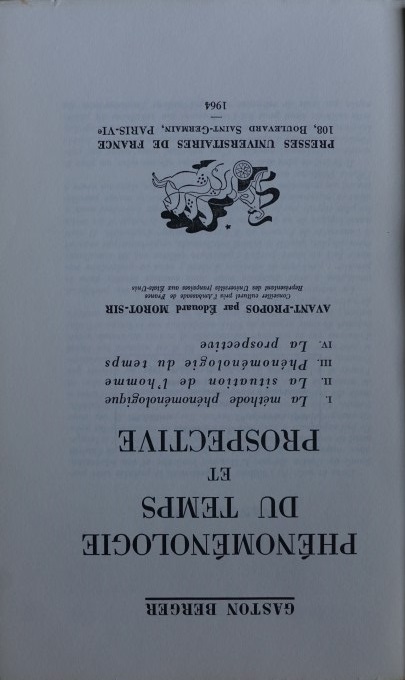 GASTON BERGER
PHÉNOMÉNOLOGIE
DU TEMPS
ET
PROSPECTIVE
I. La méthode phénoménologique
II. La situation de l'homme
III. Phénoménologie du temps
IV. La prospective
AVANT-PROPOS par Édouard MOROT-SIR
Conseiller culturel près l'Ambassade de France
Représentant des Universités françaises aux États-Unis
PRESSES UNIVERSITAIRES DE FRANCE
108, BOULEVARD SAINT-GERMAIN, PARIS-VIe
1964